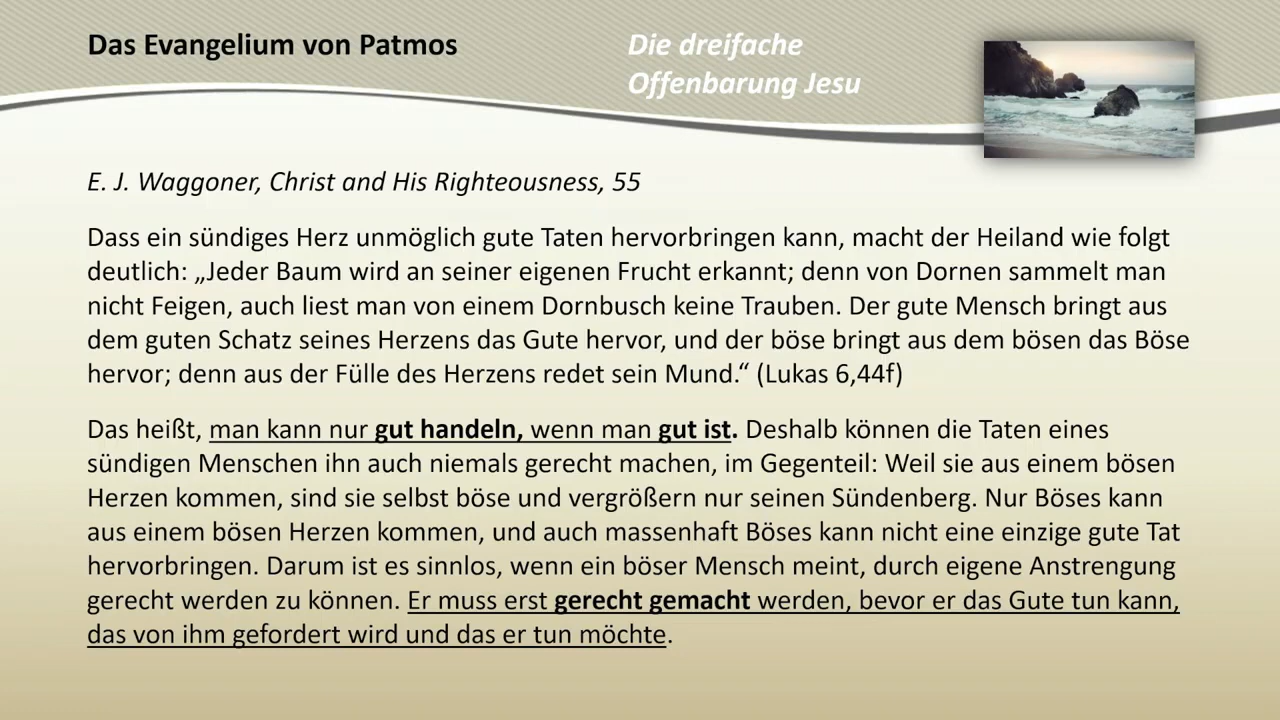 Das Evangelium von Patmos
Die dreifache
Offenbarung Jesu
E. J. Waggoner, Christ and His Righteousness, 55
Dass ein sündiges Herz unmöglich gute Taten hervorbringen kann, macht der Heiland wie folgt
deutlich: „Jeder Baum wird an seiner eigenen Frucht erkannt; denn von Dornen sammelt man
nicht Feigen, auch liest man von einem Dornbusch keine Trauben. Der gute Mensch bringt aus
dem guten Schatz seines Herzens das Gute hervor, und der böse bringt aus dem bösen das Böse
hervor; denn aus der Fülle des Herzens redet sein Mund.“ (Lukas 6,44f)
Das heißt, man kann nur gut handeln, wenn man gut ist. Deshalb können die Taten eines
sündigen Menschen ihn auch niemals gerecht machen, im Gegenteil: Weil sie aus einem bösen
Herzen kommen, sind sie selbst böse und vergrößern nur seinen Sündenberg. Nur Böses kann
aus einem bösen Herzen kommen, und auch massenhaft Böses kann nicht eine einzige gute Tat
hervorbringen. Darum ist es sinnlos, wenn ein böser Mensch meint, durch eigene Anstrengung
gerecht werden zu können. Er muss erst gerecht gemacht werden, bevor er das Gute tun kann,
das von ihm gefordert wird und das er tun möchte.